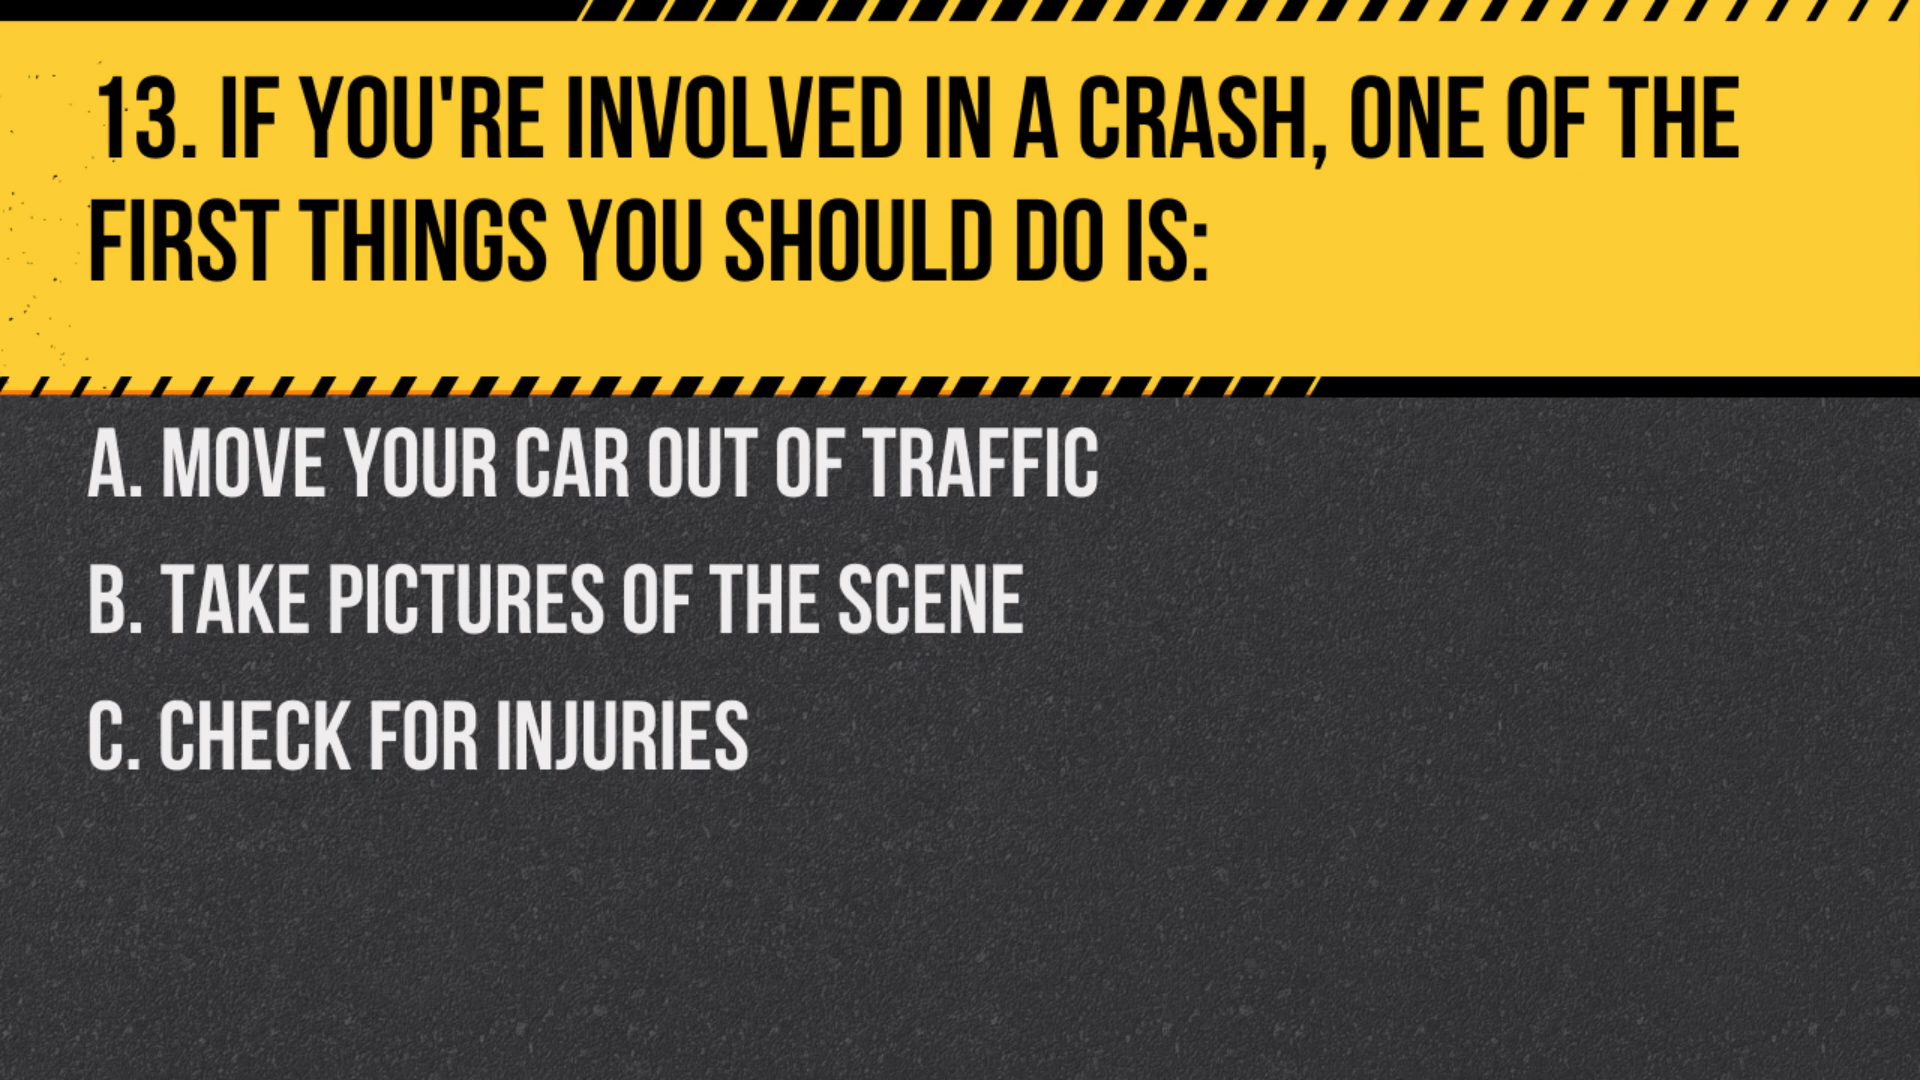 13. IF YOU'RE INVOLVED IN A CRASH, ONE OF THE
FIRST THINGS YOU SHOULD DO IS:
A. MOVE YOUR CAR OUT OF TRAFFIC
B. TAKE PICTURES OF THE SCENE
C. CHECK FOR INJURIES